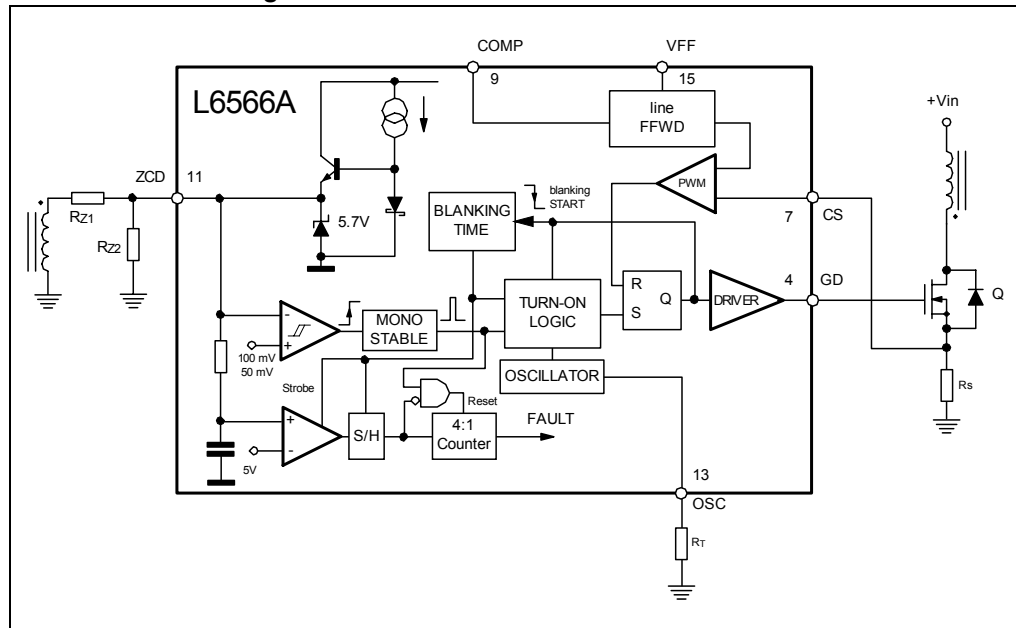 COMP VFF
9 15
L6566A
line
FFWD
+Vin
ZCD 11
PWM
RZ1
RZ2
5.7V
BLANKING
TIME
blanking
START
7 CS
4 GD
R
S
Q
DRIVER
Q
TURN-ON
LOGIC
MONO
STABLE
-
+
100 mV
50 mV
OSCILLATOR
Rs
Strobe
Reset
FAULT
+
-
S/H
4:1
Counter
5V
13
OSC
RT